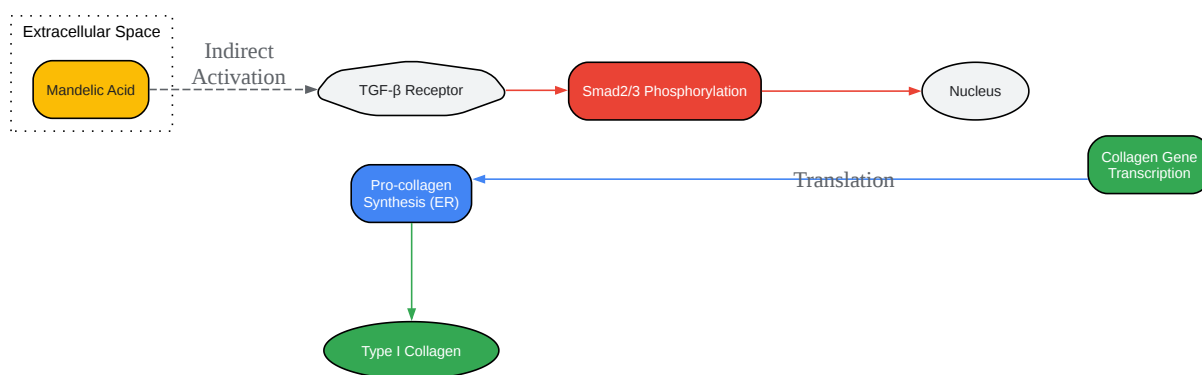 Extracellular Space
Mandelic Acid
Indirect
Activation
TGF-β Receptor
Smad2/3 Phosphorylation
Nucleus
Collagen Gene
Transcription
Translation
Pro-collagen
Synthesis (ER)
Type I Collagen